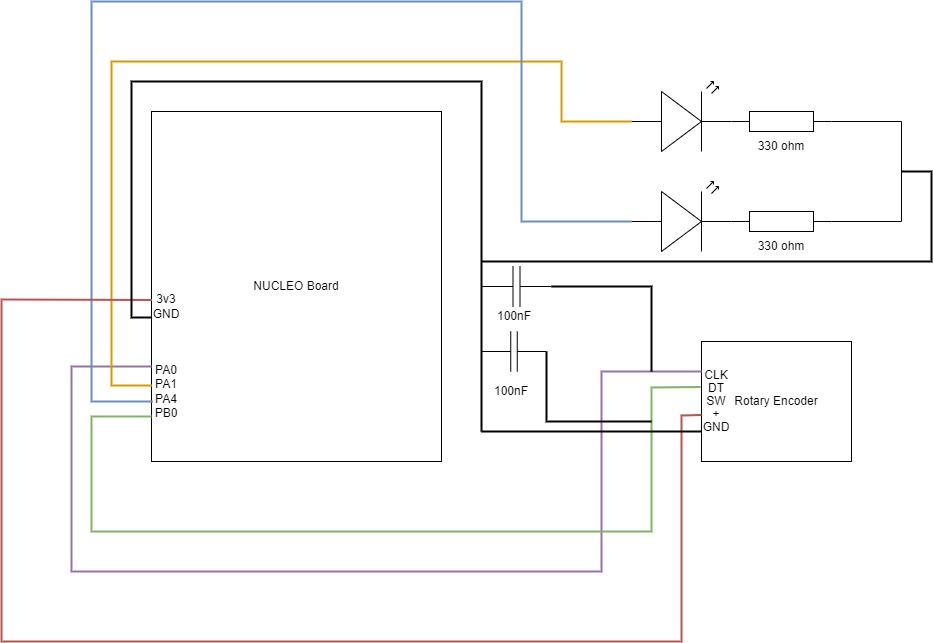 330 ohm
330 ohm
NUCLEO Board
3v3
GND
100nF
PA0
PA1
PA4
PB0
100nF
CLK
DT
SW
Rotary Encoder
+
GND